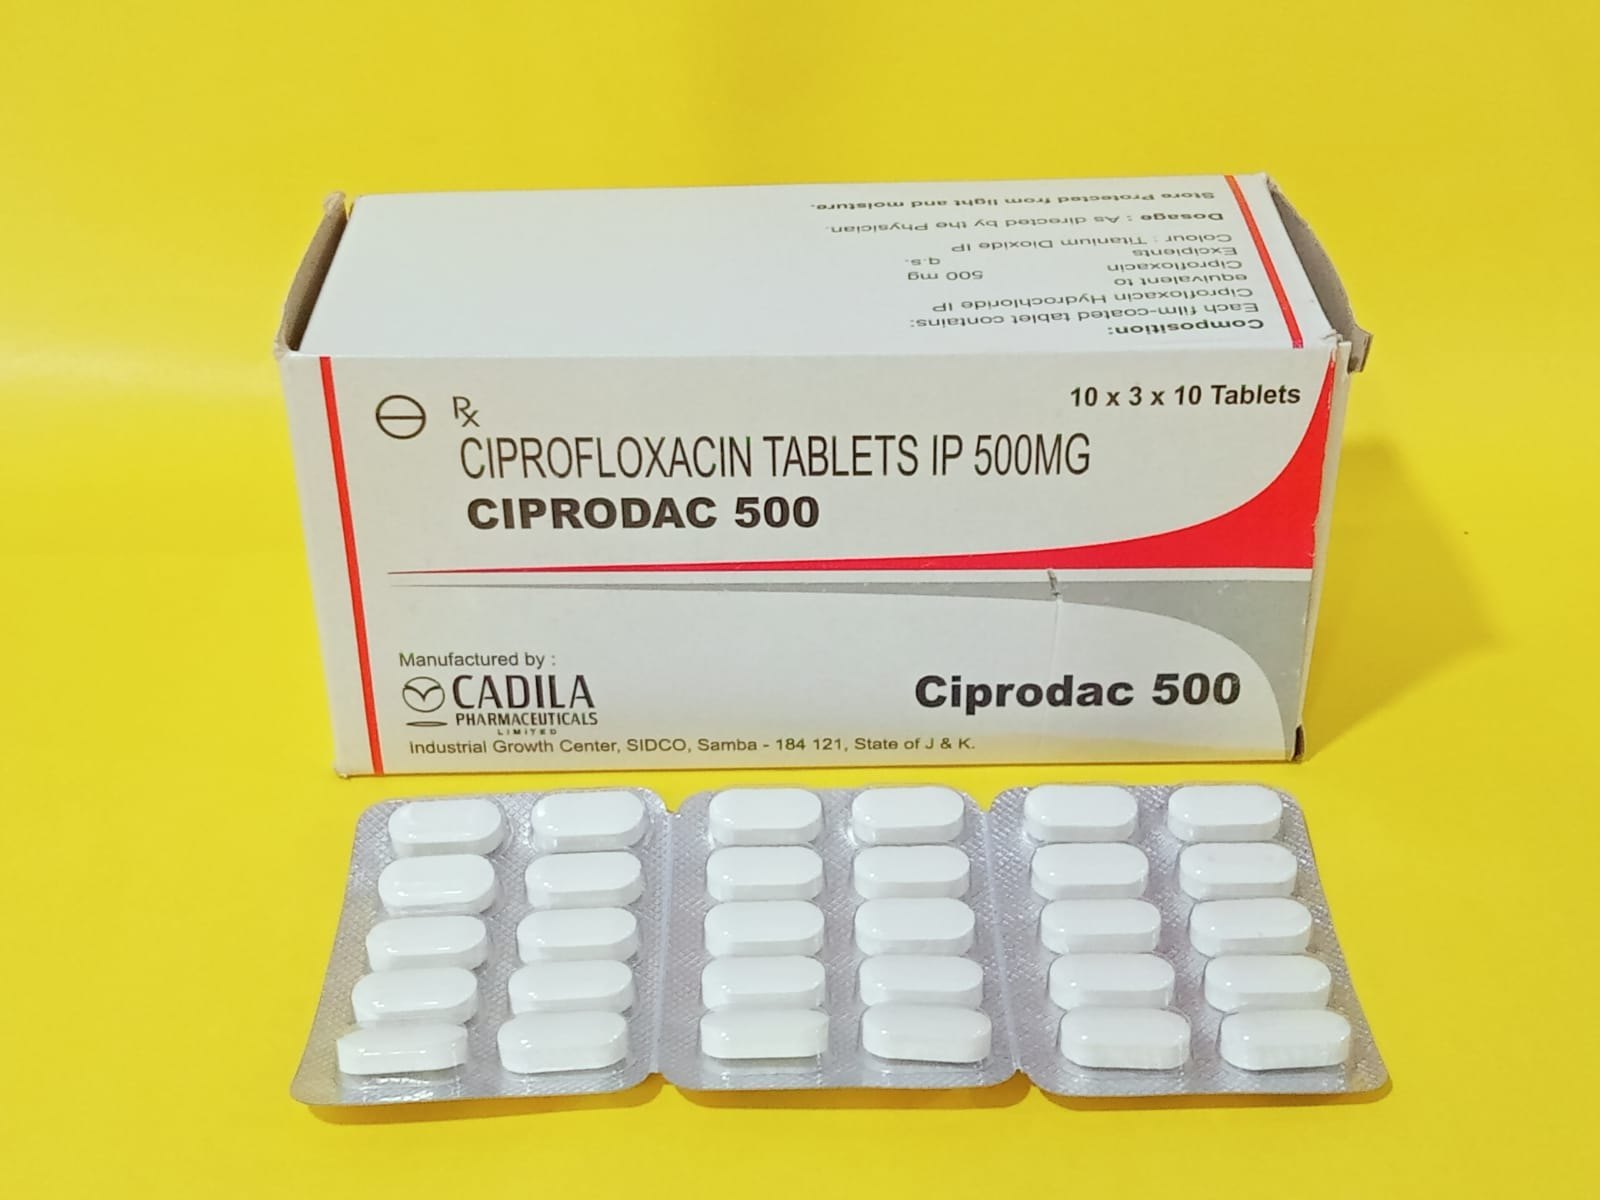 Composition:
Each film-coated tablet contains:
Ciprofloxacin Hydrochloride IP
equivalent to
Ciprofloxacin 500 mg
Excipients q.s.
Colour : Titanium Dioxide IP
Dosage : As directed by the Physician.
Store Protected from light and moisture.
Rx
10 x 3 x 10 Tablets
CIPROFLOXACIN TABLETS IP 500MG
CIPRODAC 500
Manufactured by :
CADILA
PHARMACEUTICALS
LIMITED
Industrial Growth Center, SIDCO, Samba - 184 121, State of J & K.
Ciprodac 500